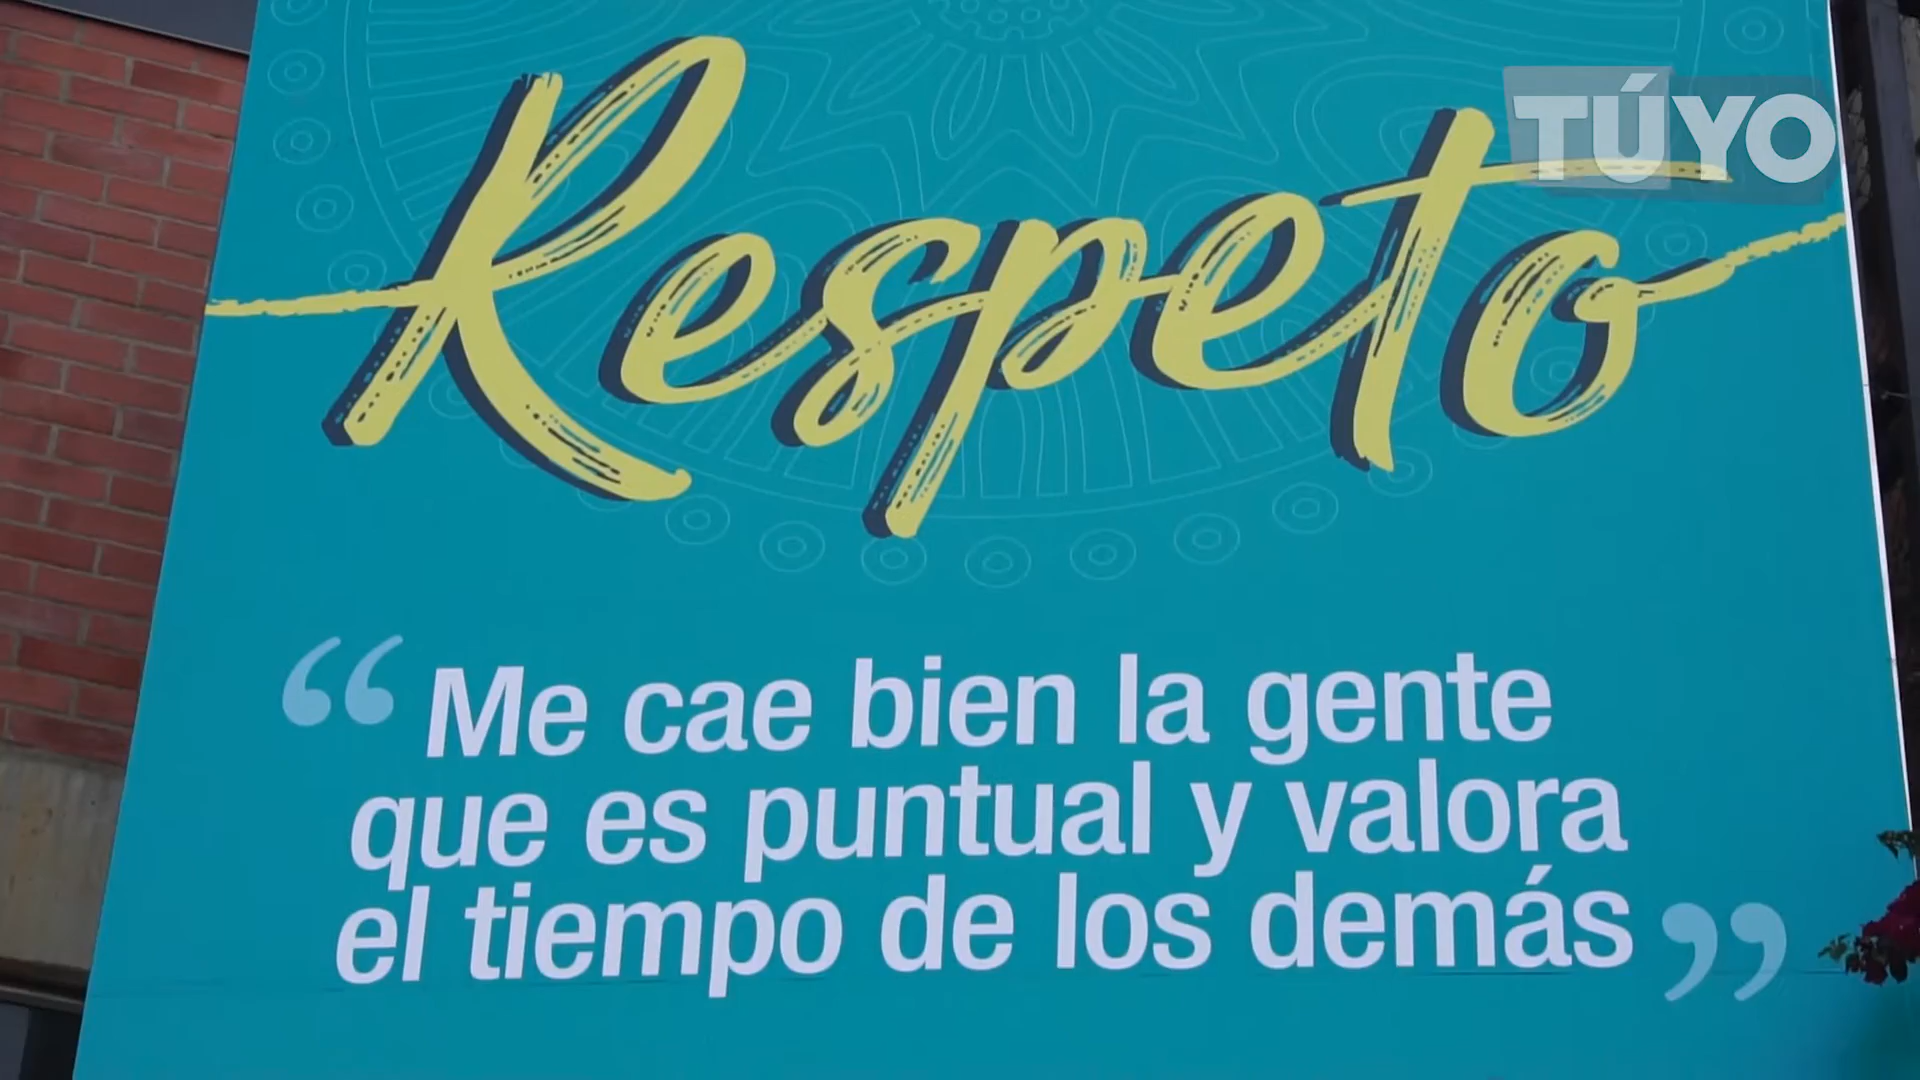 TÚYO
Respeto
“Me cae bien la gente
que es puntual y valora
el tiempo de los demás”